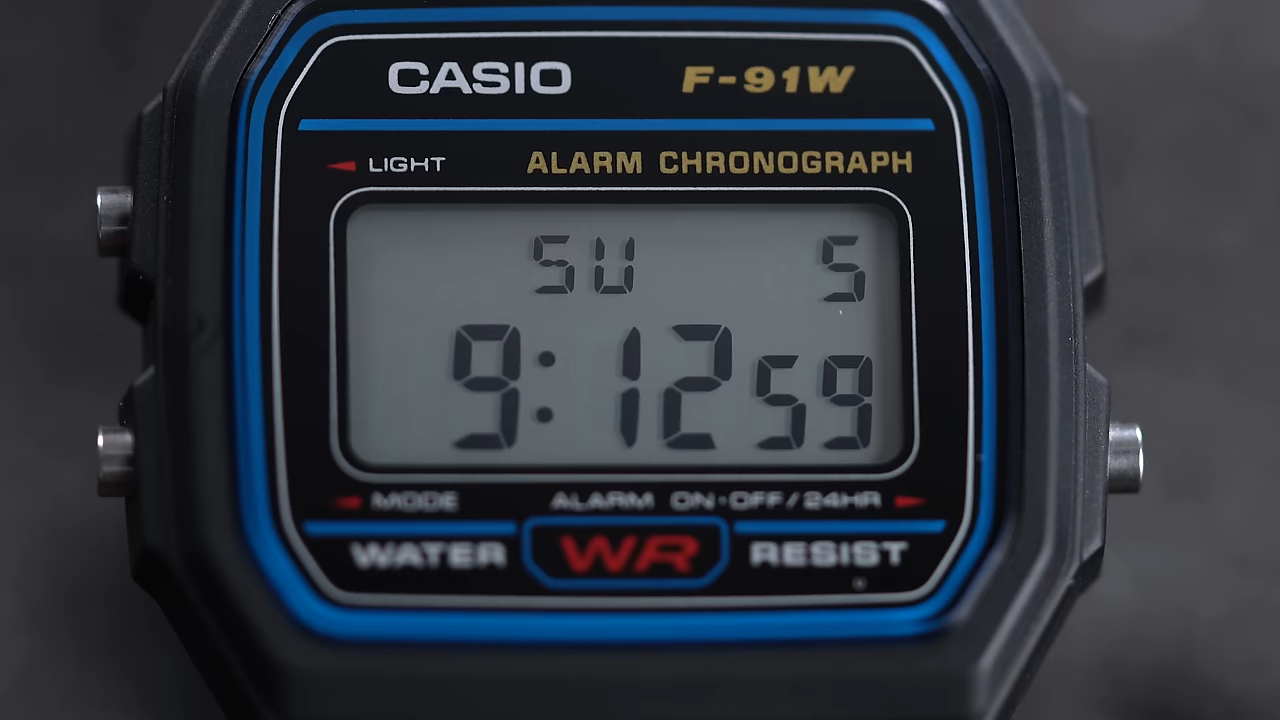 CASIO F-91W
LIGHT ALARM CHRONOGRAPH
SU 5
9:12 59
MODE ALARM ON·OFF/24HR
WATER WR RESIST